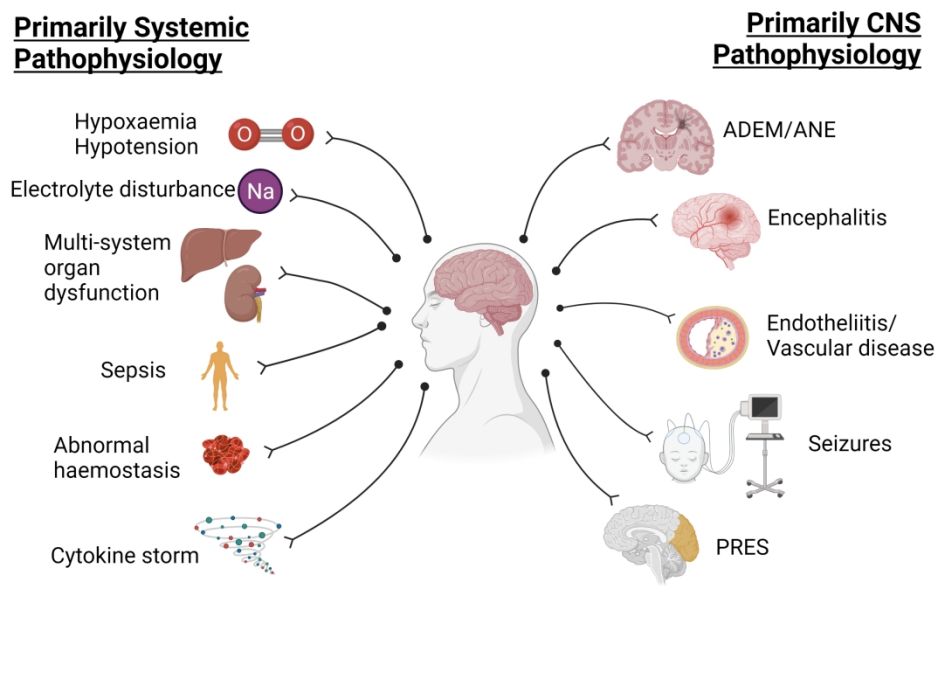 Primarily Systemic
Pathophysiology
Hypoxaemia
Hypotension
O O
Electrolyte disturbance
Na
Multi-system
organ
dysfunction
Sepsis
Abnormal
haemostasis
Cytokine storm
Primarily CNS
Pathophysiology
ADEM/ANE
Encephalitis
Endotheliitis/
Vascular disease
Seizures
PRES